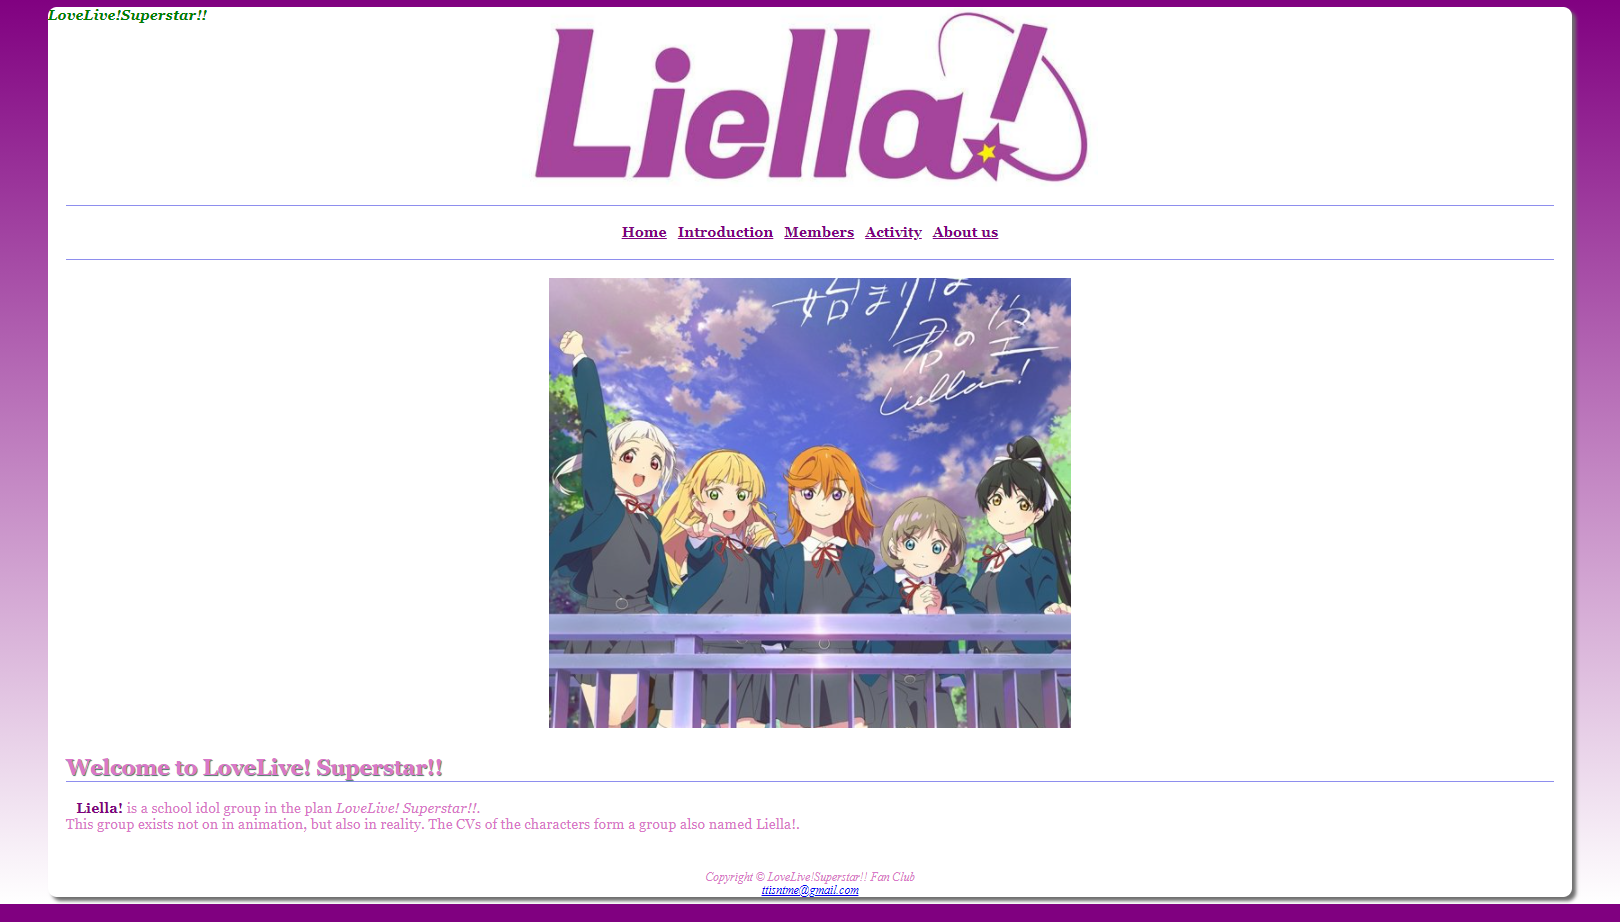 LoveLive!Superstar!!
Liella!
Home Introduction Members Activity About us
始まりは
君の空
Liella!
Welcome to LoveLive! Superstar!!
Liella! is a school idol group in the plan LoveLive! Superstar!!.
This group exists not on in animation, but also in reality. The CVs of the characters form a group also named Liella!.
Copyright © LoveLive!Superstar!! Fan Club
ttisntme@gmail.com